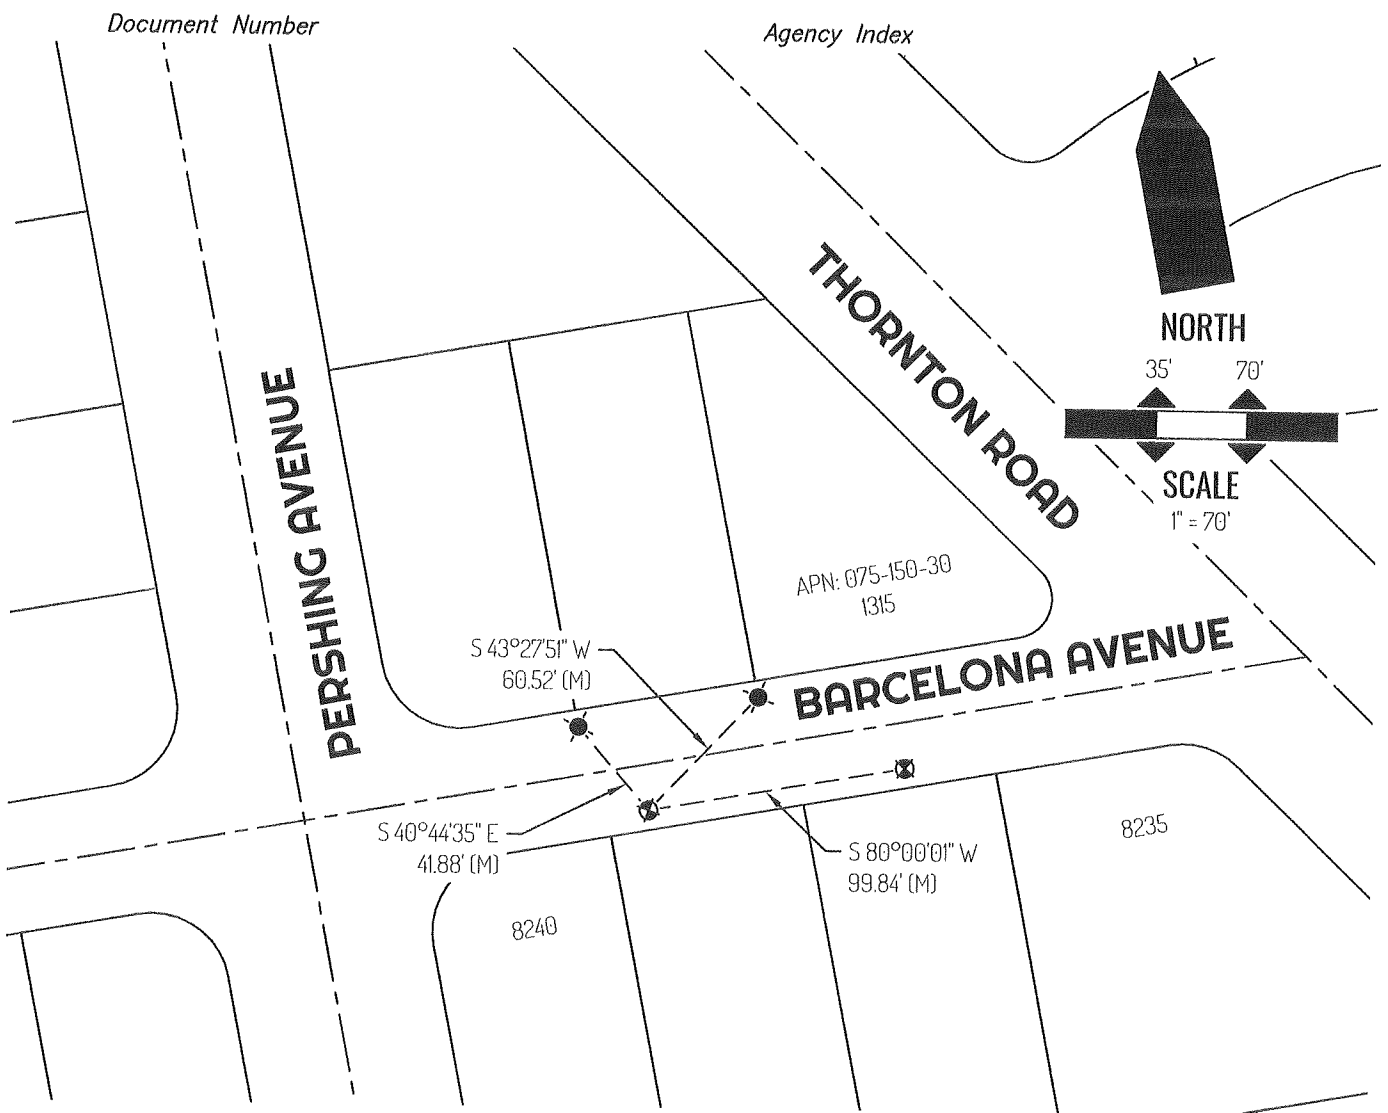 Document Number
Agency Index
NORTH
35' 70'
SCALE
1" = 70'
THORNTON ROAD
PERSHING AVENUE
APN: 075-150-30
1315
S 43°27'51" W
60.52' (M)
BARCELONA AVENUE
S 40°44'35" E
41.88' (M)
S 80°00'01" W
99.84' (M)
8235
8240